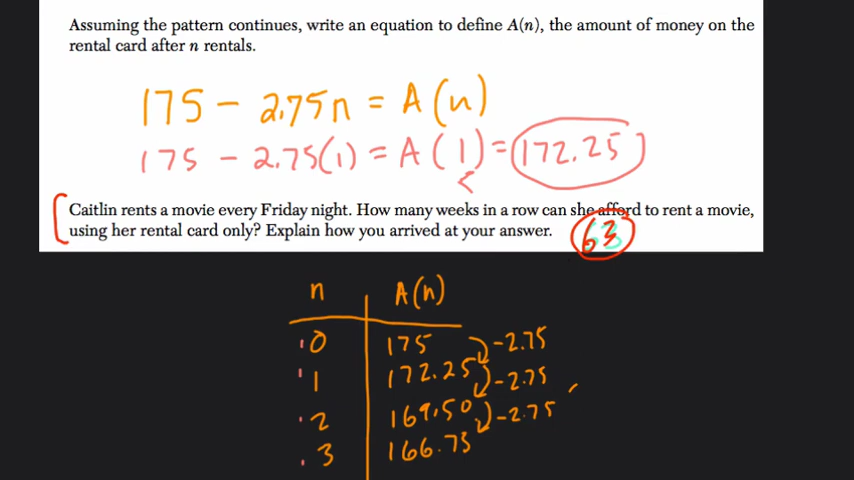 Assuming the pattern continues, write an equation to define A(n), the amount of money on the
rental card after n rentals.
175 - 2.75n = A(n)
175 - 2.75(1) = A(1) = 172.25
Caitlin rents a movie every Friday night. How many weeks in a row can she afford to rent a movie,
using her rental card only? Explain how you arrived at your answer. 63
n A(n)
0 175 -2.75
1 172.25 -2.75
2 169.50 -2.75
3 166.75